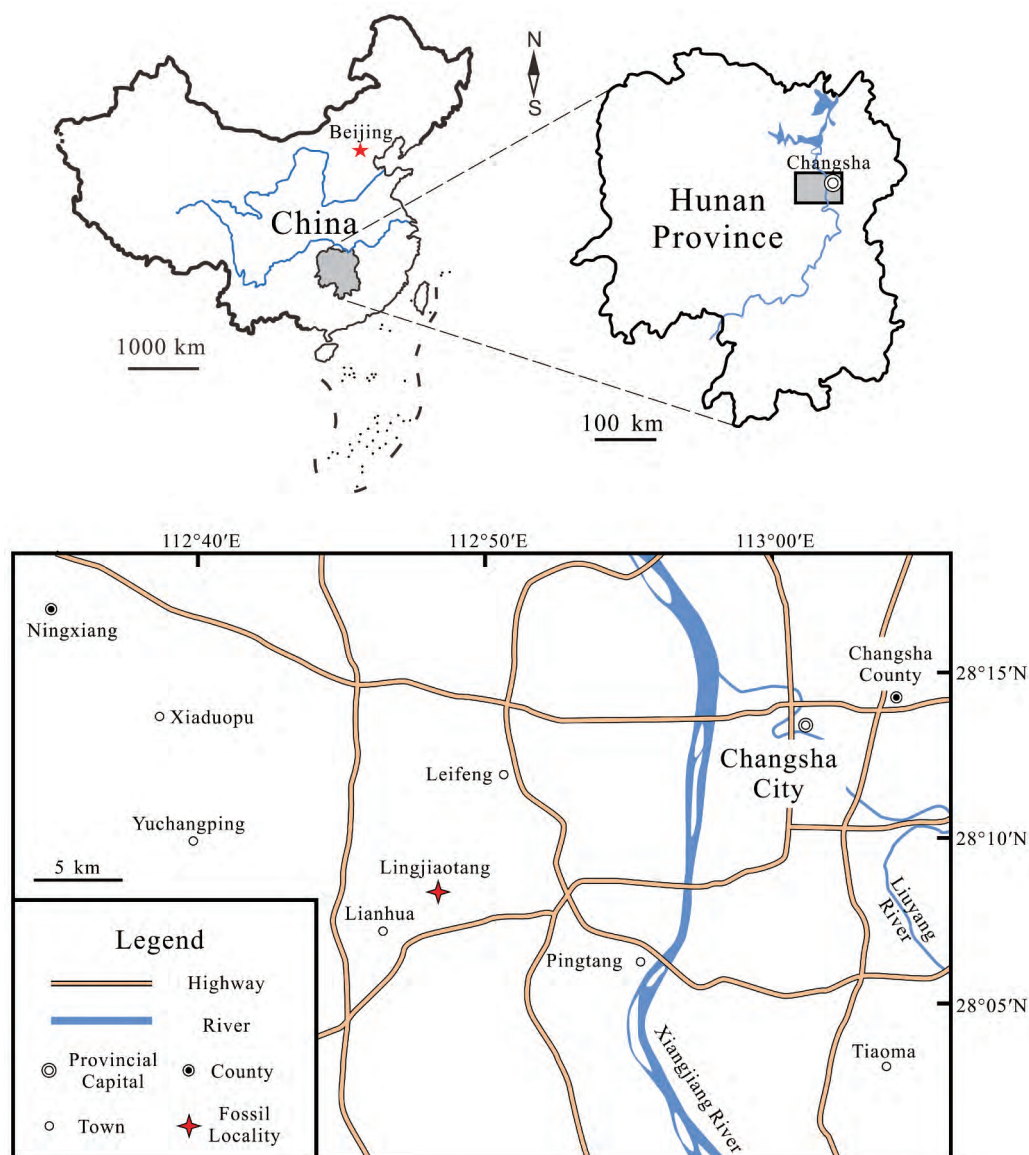 N
S
Beijing
China
1000 km
Changsha
Hunan
Province
100 km
112°40′E
112°50′E
113°00′E
Ningxiang
Changsha
County
28°15′N
Xiaduopu
Changsha
City
Leifeng
Yuchangping
28°10′N
5 km
Lingjiaotang
Liuyang
River
Lianhua
Pingtang
28°05′N
Xiangjiang River
Tiaoma
Legend
Highway
River
Provincial
Capital
County
Town
Fossil
Locality